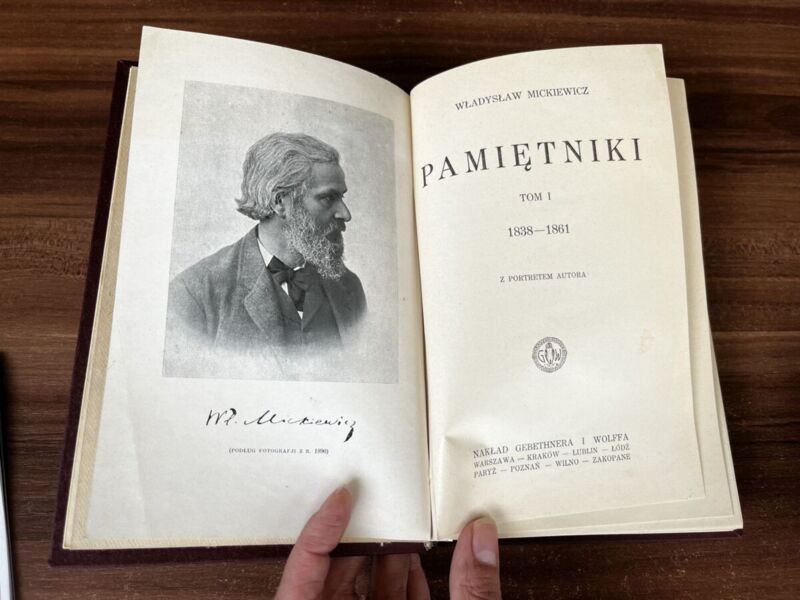 Wł. Mickiewicz
(PODŁUG FOTOGRAFJI Z R. 1890)
WŁADYSŁAW MICKIEWICZ
PAMIĘTNIKI
TOM I
1838—1861
Z PORTRETEM AUTORA
G W
NAKŁAD GEBETHNERA I WOLFFA
WARSZAWA — KRAKÓW — LUBLIN — ŁÓDŹ
PARYŻ — POZNAŃ — WILNO — ZAKOPANE